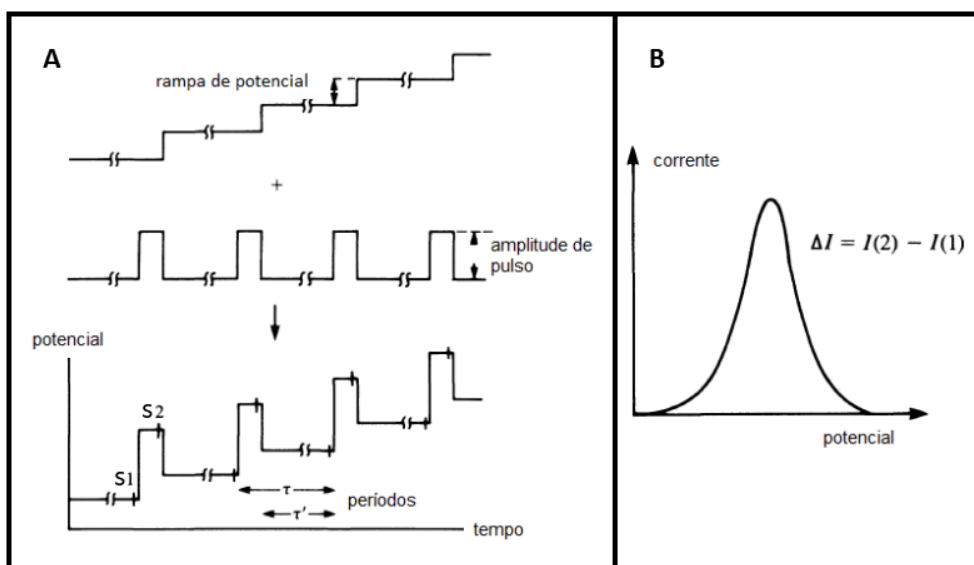 A
rampa de potencial
+
amplitude de
pulso
potencial
S2
S1
τ
períodos
τ'
tempo
B
corrente
ΔI = I(2) − I(1)
potencial